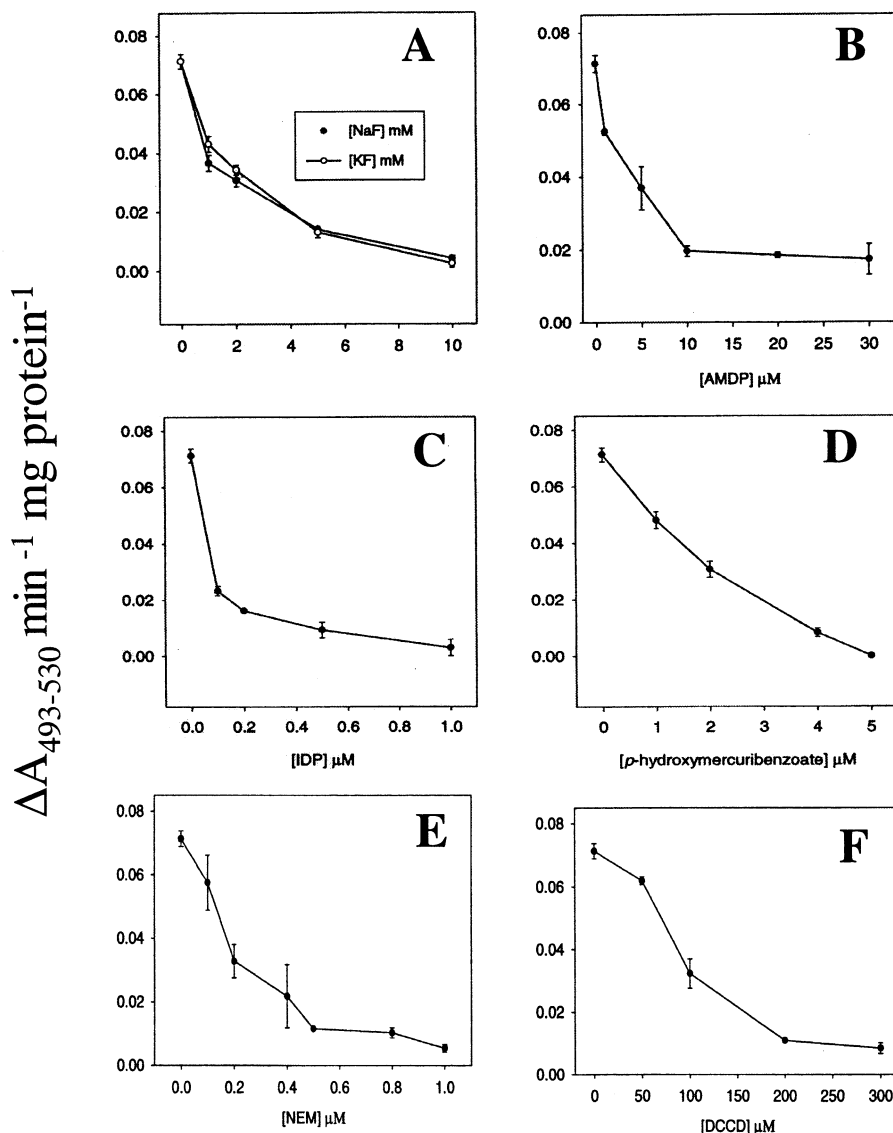 ΔA493-530 min -1 mg protein-1
A
0.08
0.06
0.04
0.02
0.00
[NaF] mM
[KF] mM
0 2 4 6 8 10
B
0.08
0.06
0.04
0.02
0.00
0 5 10 15 20 25 30
[AMDP] μM
C
0.08
0.06
0.04
0.02
0.00
0.0 0.2 0.4 0.6 0.8 1.0
[IDP] μM
D
0.08
0.06
0.04
0.02
0.00
0 1 2 3 4 5
[p-hydroxymercuribenzoate] μM
E
0.08
0.06
0.04
0.02
0.00
0.0 0.2 0.4 0.6 0.8 1.0
[NEM] μM
F
0.08
0.06
0.04
0.02
0.00
0 50 100 150 200 250 300
[DCCD] μM